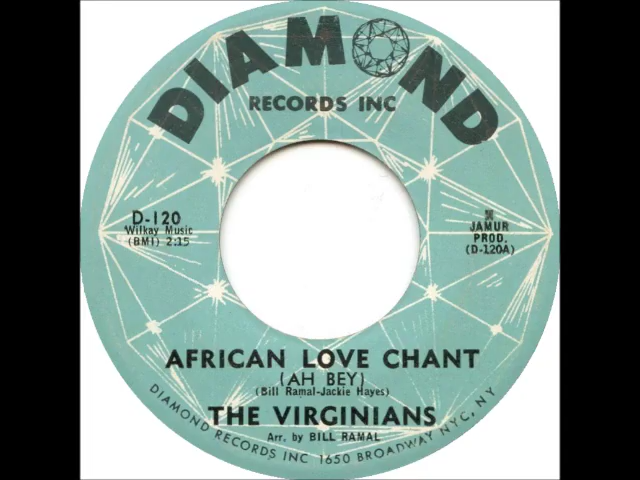 DIAMOND
RECORDS INC
D-120
Wilkay Music
(BMI) 2:15
JAMUR
PROD.
(D-120A)
AFRICAN LOVE CHANT
(AH BEY)
(Bill Ramal-Jackie Hayes)
THE VIRGINIANS
Arr. by BILL RAMAL
DIAMOND RECORDS INC 1650 BROADWAY NYC, NY